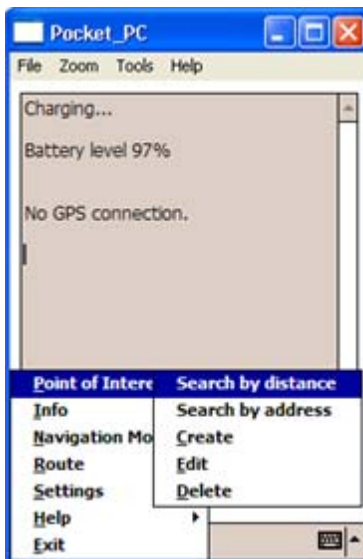 Pocket_PC
File Zoom Tools Help
Charging...
Battery level 97%
No GPS connection.
Point of Intere
Search by distance
Info
Search by address
Navigation Mo
Create
Route
Edit
Settings
Delete
Help
Exit